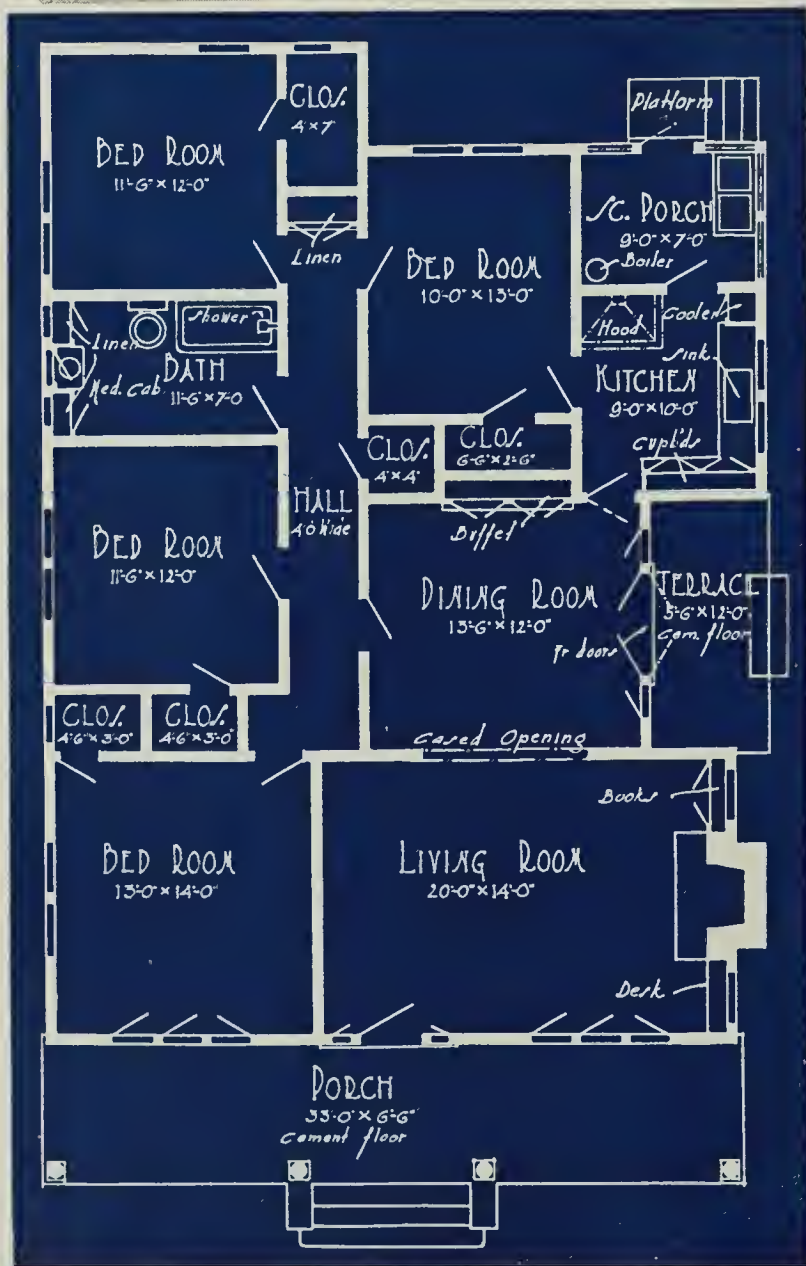 CLOS.
4'×7'
Platform
BED ROOM
11'-6"×12'-0"
SC. PORCH
9'-0"×7'-0"
Boiler
Linen
BED ROOM
10'-0"×13'-0"
Hood
Cooler
Shower
Linen
Sink
BATH
11'-6"×7'-0
Med. Cab.
KITCHEN
9'-0"×10'-0"
CLOS.
4'×4'
CLOS.
6'-6"×2'-6"
Cupb'ds
HALL
4'0 Wide
Buffet
BED ROOM
11'-6"×12'-0"
DINING ROOM
13'-6"×12'-0"
TERRACE
5'-6"×12'-0"
Cem. floor
Fr doors
CLOS.
4'-6"×3'-0"
CLOS.
4'-6"×3'-0"
Cased Opening
Books
BED ROOM
13'-0"×14'-0"
LIVING ROOM
20'-0"×14'-0"
Desk
PORCH
33'-0"×6'-6"
Cement floor